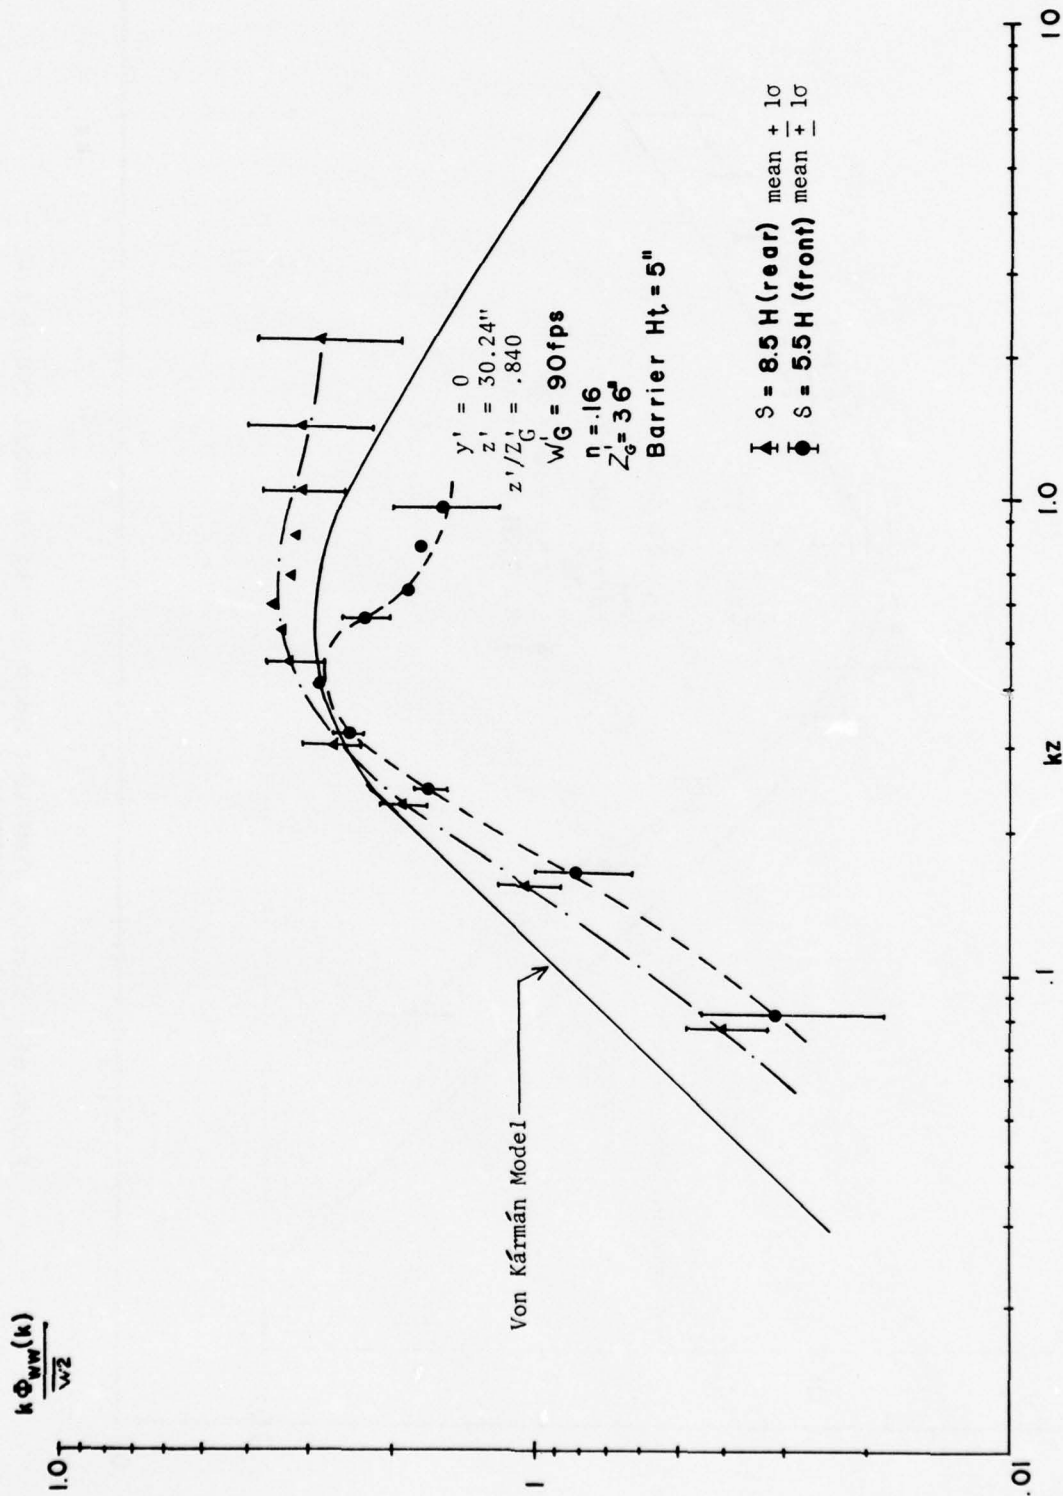 kΦww(k)
w2
1.0
1
.01
.1
1.0
10
kz
Von Kármán Model
y' = 0
z' = 30.24"
z'/Z'G = .840
W'G = 90fps
n = .16
Z'G = 36"
Barrier Ht. = 5"
S = 8.5 H (rear) mean ± 1σ
S = 5.5 H (front) mean ± 1σ